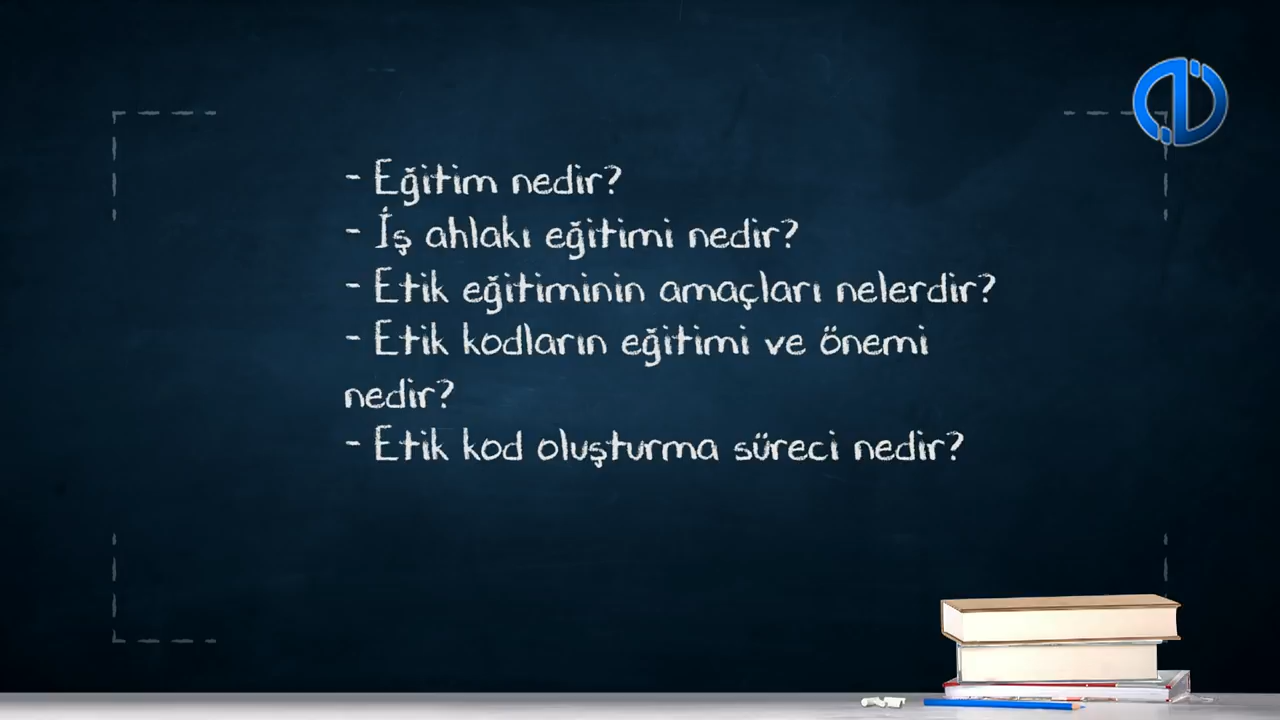 - Eğitim nedir?
- İş ahlakı eğitimi nedir?
- Etik eğitiminin amaçları nelerdir?
- Etik kodların eğitimi ve önemi
nedir?
- Etik kod oluşturma süreci nedir?